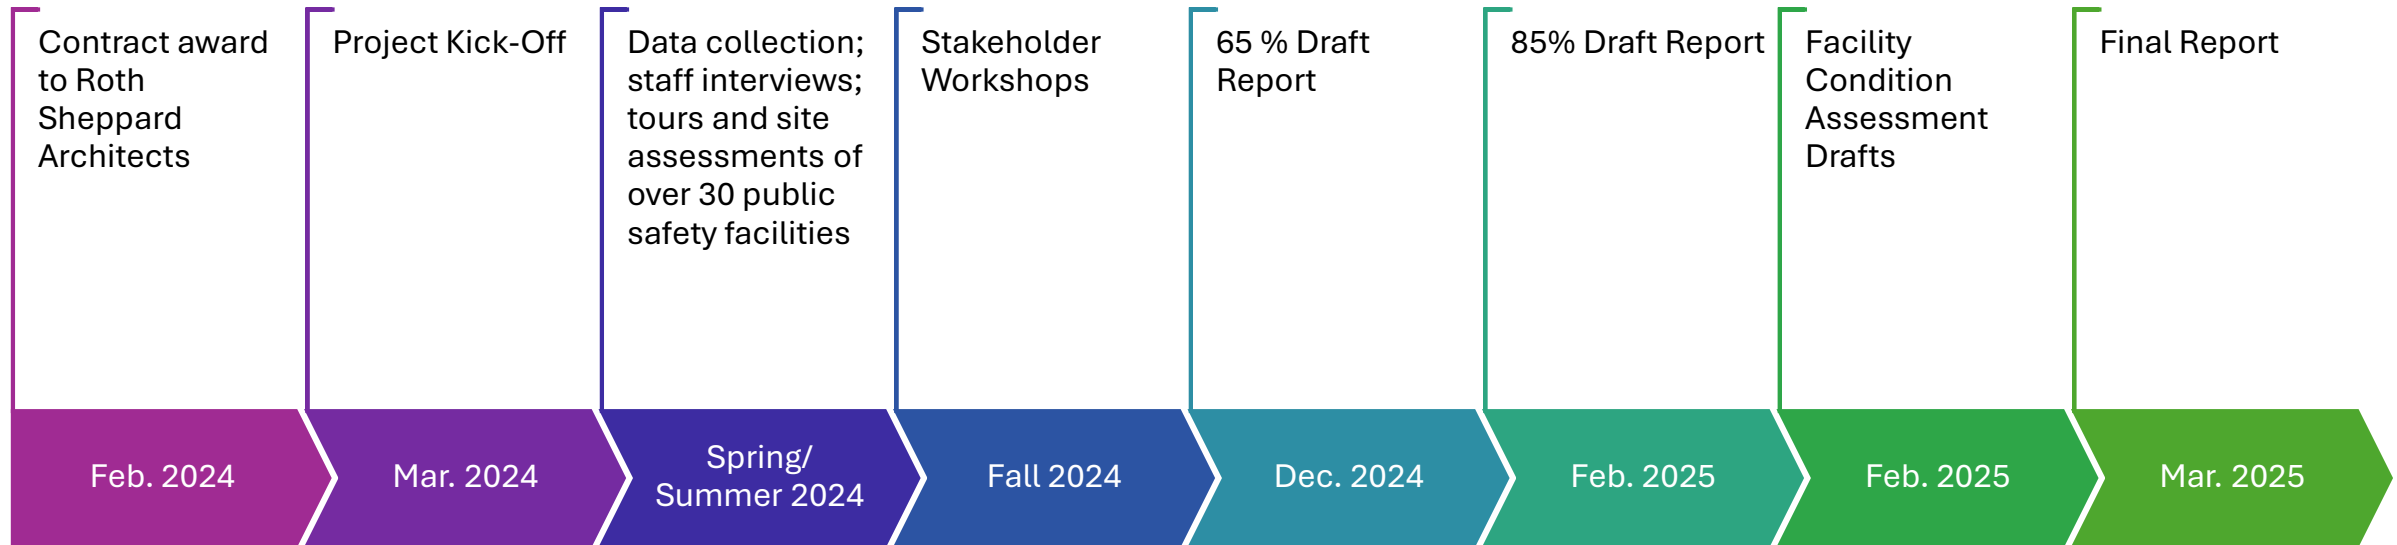 Contract award
to Roth
Sheppard
Architects
Project Kick-Off
Data collection;
staff interviews;
tours and site
assessments of
over 30 public
safety facilities
Stakeholder
Workshops
65 % Draft
Report
85% Draft Report
Facility
Condition
Assessment
Drafts
Final Report
Feb. 2024
Mar. 2024
Spring/
Summer 2024
Fall 2024
Dec. 2024
Feb. 2025
Feb. 2025
Mar. 2025